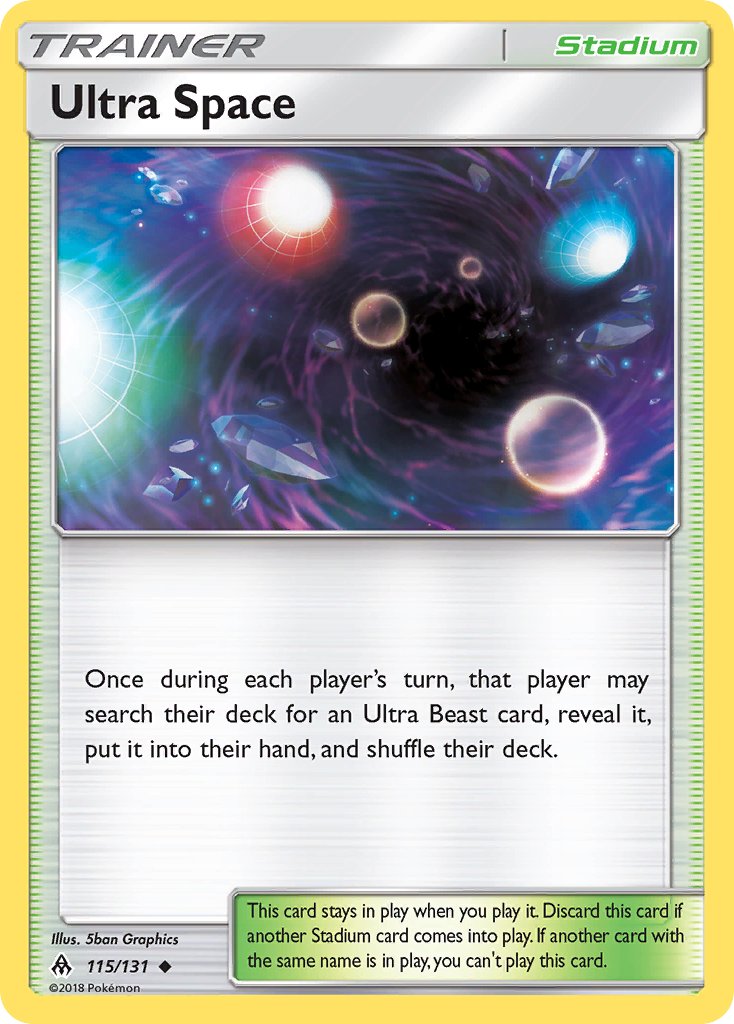 TRAINER
Stadium
Ultra Space
Once during each player's turn, that player may
search their deck for an Ultra Beast card, reveal it,
put it into their hand, and shuffle their deck.
This card stays in play when you play it. Discard this card if
another Stadium card comes into play. If another card with
the same name is in play, you can't play this card.
Illus. 5ban Graphics
115/131
©2018 Pokémon